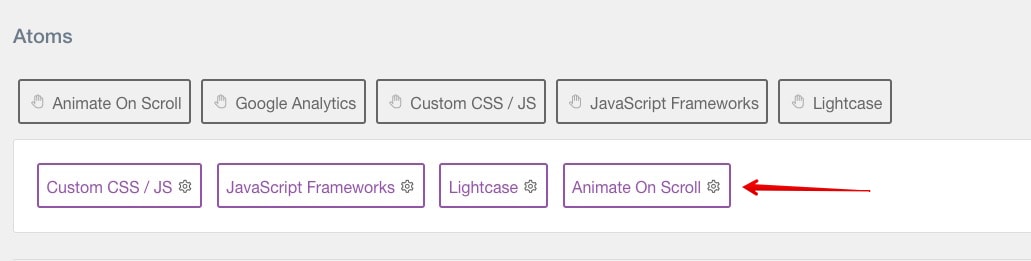 Atoms
Animate On Scroll Google Analytics Custom CSS / JS JavaScript Frameworks Lightcase
Custom CSS / JS JavaScript Frameworks Lightcase Animate On Scroll